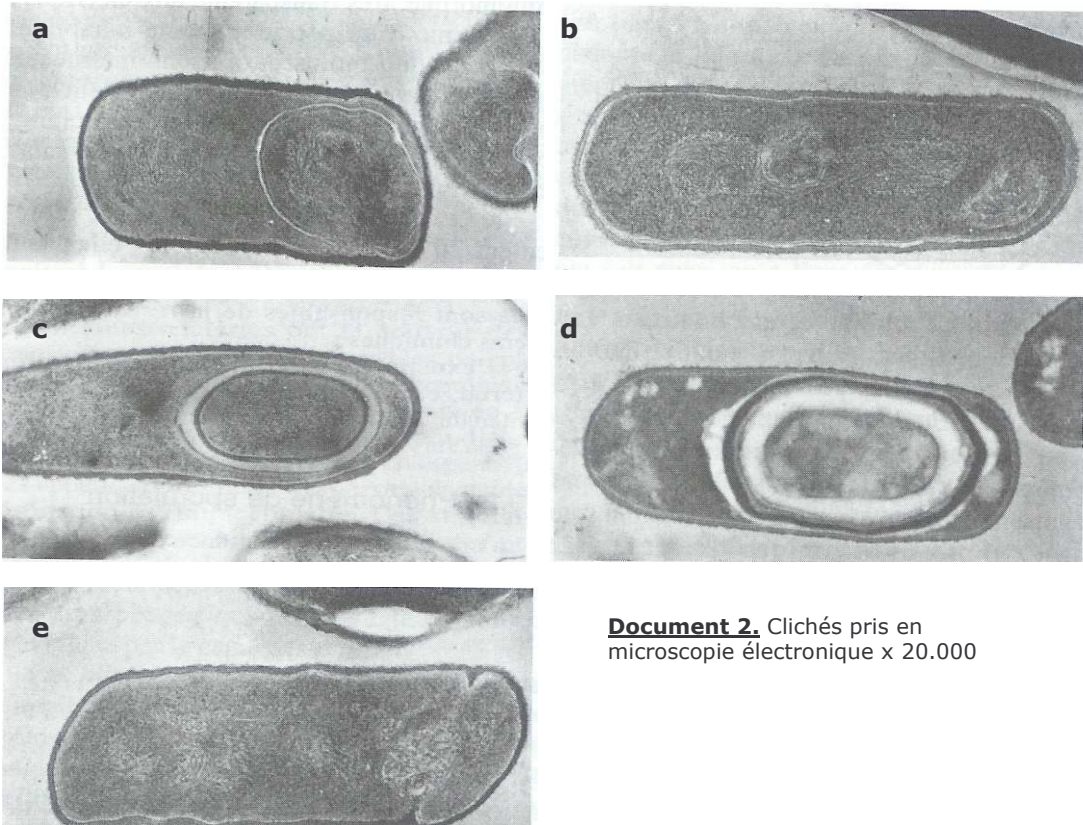 a
b
c
d
e
Document 2. Clichés pris en
microscopie électronique x 20.000